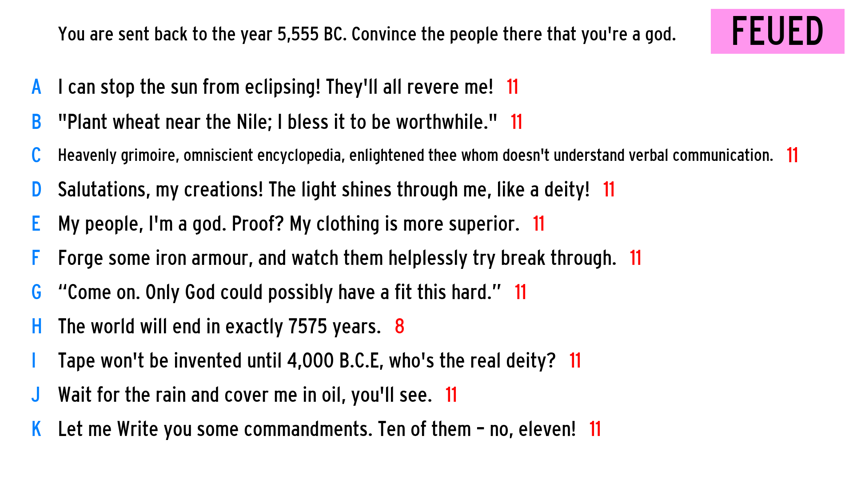 You are sent back to the year 5,555 BC. Convince the people there that you're a god.
FEUED
A I can stop the sun from eclipsing! They'll all revere me! 11
B "Plant wheat near the Nile; I bless it to be worthwhile." 11
C Heavenly grimoire, omniscient encyclopedia, enlightened thee whom doesn't understand verbal communication. 11
D Salutations, my creations! The light shines through me, like a deity! 11
E My people, I'm a god. Proof? My clothing is more superior. 11
F Forge some iron armour, and watch them helplessly try break through. 11
G “Come on. Only God could possibly have a fit this hard.” 11
H The world will end in exactly 7575 years. 8
I Tape won't be invented until 4,000 B.C.E, who's the real deity? 11
J Wait for the rain and cover me in oil, you'll see. 11
K Let me Write you some commandments. Ten of them – no, eleven! 11